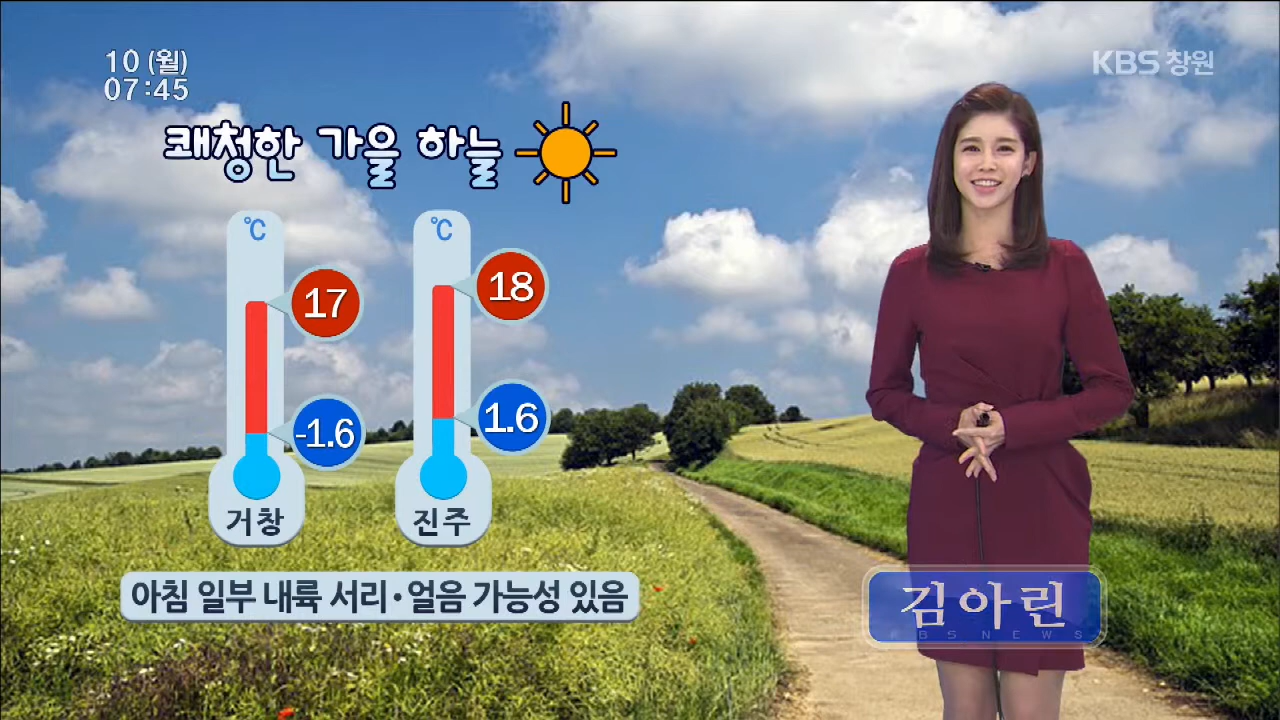 10 (월)
07:45
KBS 창원
쾌청한 가을 하늘
℃
℃
17
18
-1.6
1.6
거창
진주
아침 일부 내륙 서리·얼음 가능성 있음
김아린
KBS NEWS